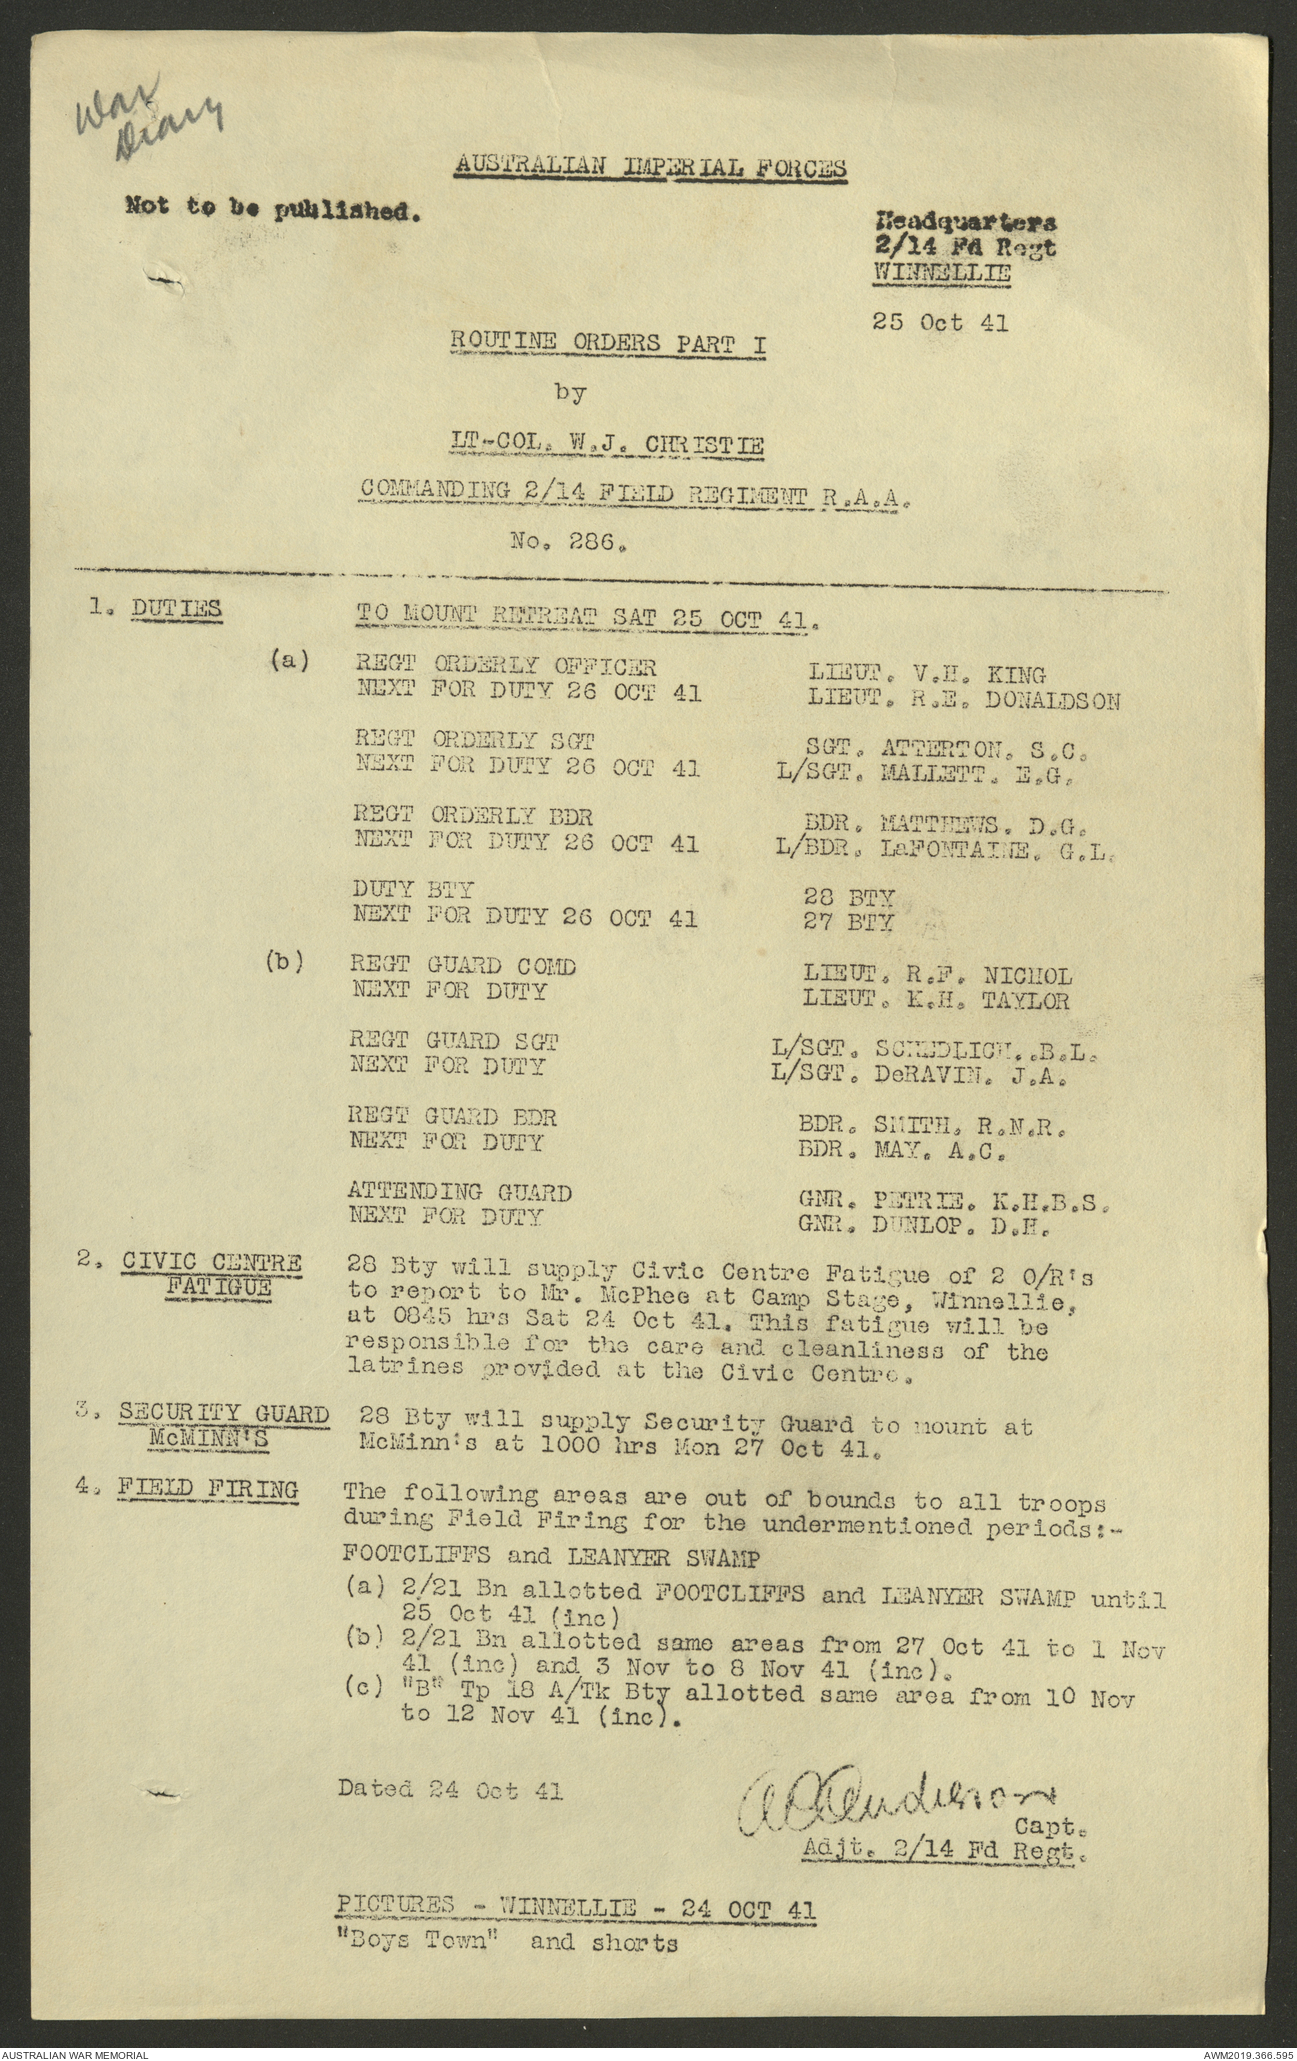 War
Diary
AUSTRALIAN IMPERIAL FORCES
Not to be published.
Headquarters
2/14 Fd Regt
WINNELLIE
25 Oct 41
ROUTINE ORDERS PART I
by
LT-COL. W.J. CHRISTIE
COMMANDING 2/14 FIELD REGIMENT R.A.A.
No. 286.
1. DUTIES TO MOUNT RETREAT SAT 25 OCT 41.
(a) REGT ORDERLY OFFICER LIEUT. V.H. KING
NEXT FOR DUTY 26 OCT 41 LIEUT. R.E. DONALDSON
REGT ORDERLY SGT SGT. ATTERTON. S.C.
NEXT FOR DUTY 26 OCT 41 L/SGT. MALLETT. E.G.
REGT ORDERLY BDR BDR. MATTHEWS. D.G.
NEXT FOR DUTY 26 OCT 41 L/BDR. LaFONTAINE. G.L.
DUTY BTY 28 BTY
NEXT FOR DUTY 26 OCT 41 27 BTY
(b) REGT GUARD COMD LIEUT. R.F. NICHOL
NEXT FOR DUTY LIEUT. K.H. TAYLOR
REGT GUARD SGT L/SGT. SCHEDLICH..B.L.
NEXT FOR DUTY L/SGT. DeRAVIN. J.A.
REGT GUARD BDR BDR. SMITH. R.N.R.
NEXT FOR DUTY BDR. MAY. A.C.
ATTENDING GUARD GNR. PETRIE. K.H.B.S.
NEXT FOR DUTY GNR. DUNLOP. D.H.
2. CIVIC CENTRE 28 Bty will supply Civic Centre Fatigue of 2 O/R's
FATIGUE to report to Mr. McPhee at Camp Stage, Winnellie,
at 0845 hrs Sat 24 Oct 41. This fatigue will be
responsible for the care and cleanliness of the
latrines provided at the Civic Centre.
3. SECURITY GUARD 28 Bty will supply Security Guard to mount at
McMINN'S McMinn's at 1000 hrs Mon 27 Oct 41.
4. FIELD FIRING The following areas are out of bounds to all troops
during Field Firing for the undermentioned periods:-
FOOTCLIFFS and LEANYER SWAMP
(a) 2/21 Bn allotted FOOTCLIFFS and LEANYER SWAMP until
25 Oct 41 (inc)
(b) 2/21 Bn allotted same areas from 27 Oct 41 to 1 Nov
41 (inc) and 3 Nov to 8 Nov 41 (inc).
(c) "B" Tp 18 A/Tk Bty allotted same area from 10 Nov
to 12 Nov 41 (inc).
Dated 24 Oct 41
Anderson
Capt.
Adjt. 2/14 Fd Regt.
PICTURES - WINNELLIE - 24 OCT 41
"Boys Town" and shorts
AUSTRALIAN WAR MEMORIAL AWM2019.366.595